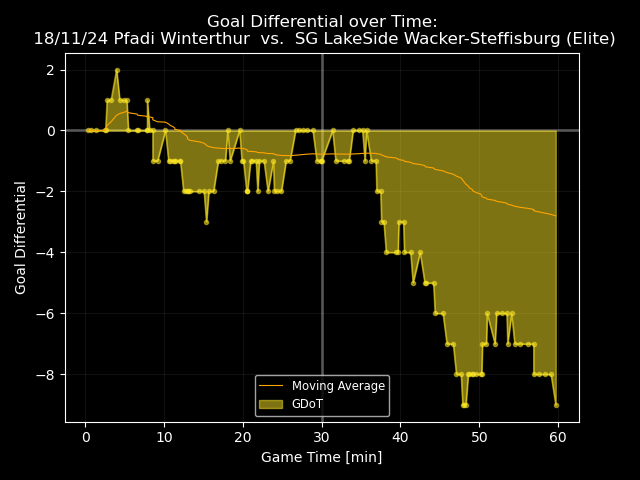 Goal Differential over Time:
18/11/24 Pfadi Winterthur vs. SG LakeSide Wacker-Steffisburg (Elite)
2
0
−2
−4
−6
−8
Goal Differential
Moving Average
GDoT
0 10 20 30 40 50 60
Game Time [min]